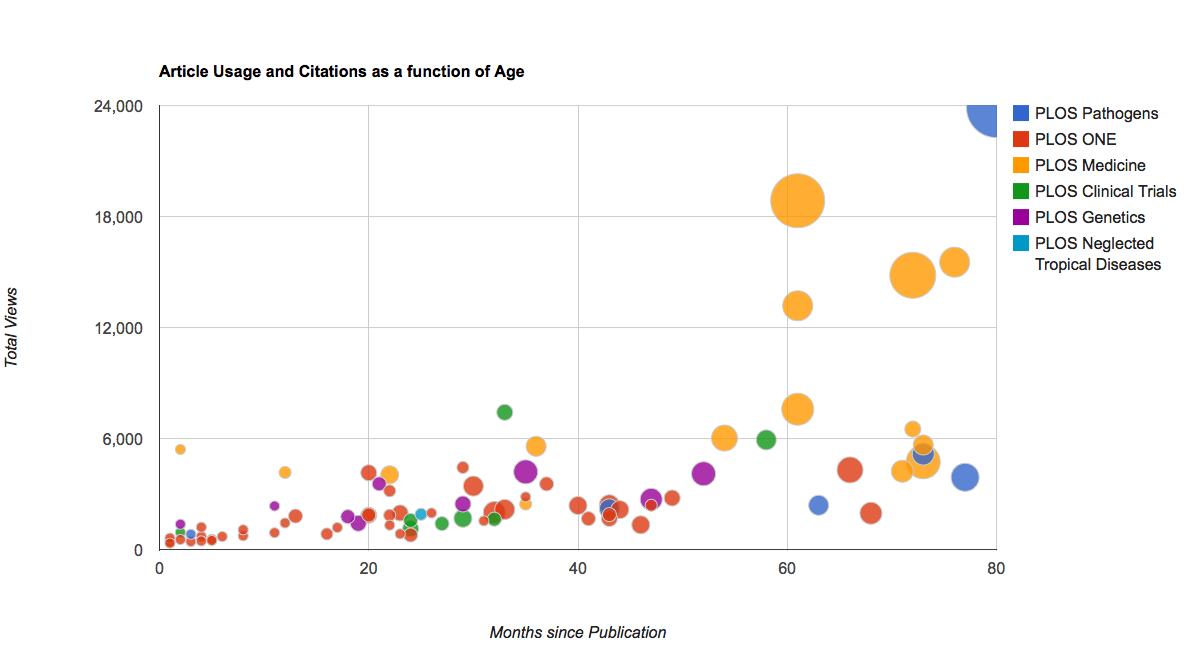 Article Usage and Citations as a function of Age
24,000
18,000
12,000
6,000
0
0
20
40
60
80
Total Views
Months since Publication
PLOS Pathogens
PLOS ONE
PLOS Medicine
PLOS Clinical Trials
PLOS Genetics
PLOS Neglected
Tropical Diseases